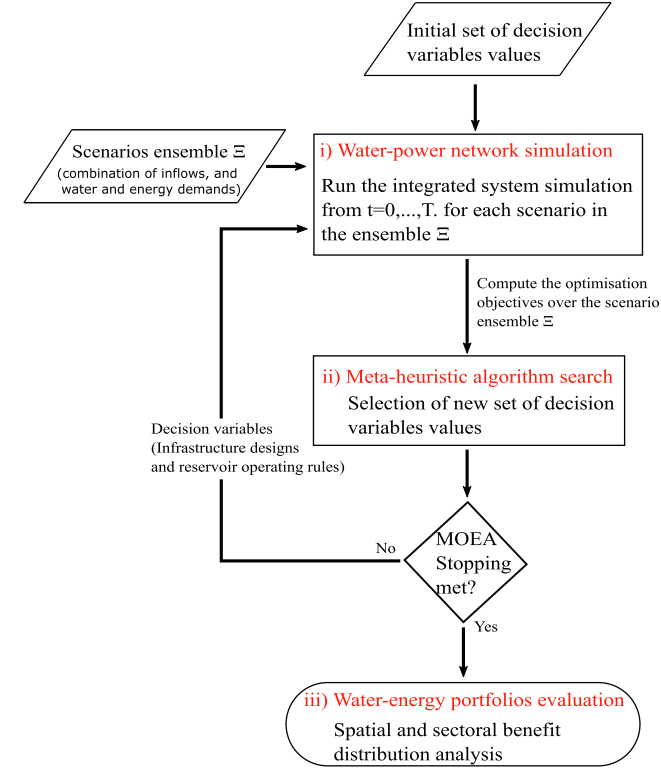 Initial set of decision
variables values
Scenarios ensemble Ξ
(combination of inflows, and
water and energy demands)
i) Water-power network simulation
Run the integrated system simulation
from t=0,...,T. for each scenario in
the ensemble Ξ
Compute the optimisation
objectives over the scenario
ensemble Ξ
ii) Meta-heuristic algorithm search
Selection of new set of decision
variables values
Decision variables
(Infrastructure designs
and reservoir operating rules)
No
MOEA
Stopping
met?
Yes
iii) Water-energy portfolios evaluation
Spatial and sectoral benefit
distribution analysis